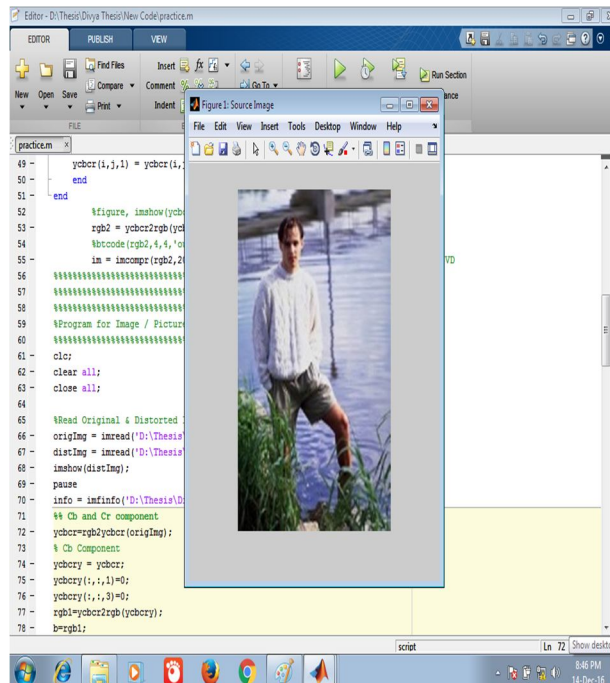 Editor - D:\Thesis\Divya Thesis\New Code\practice.m
EDITOR PUBLISH VIEW
New Open Save
Find Files
Compare
Print
Insert
Comment
Indent
Go To
Run Section
FILE
practice.m
Figure 1: Source Image
File Edit View Insert Tools Desktop Window Help
49 - ycbcr(i,j,1) = ycbcr(i,
50 - end
51 - end
52 %figure, imshow(ycbc
53 - rgb2 = ycbcr2rgb(ycb
54 %btcode(rgb2,4,4,'o
55 - im = imcompr(rgb2,20 VD
56 %%%%%%%%%%%%%%%%%%%%%%%%%%%%
57 %%%%%%%%%%%%%%%%%%%%%%%%%%%%
58 %%%%%%%%%%%%%%%%%%%%%%%%%%%%
59 %Program for Image / Picture
60 %%%%%%%%%%%%%%%%%%%%%%%%%%%%
61 - clc;
62 - clear all;
63 - close all;
64
65 %Read Original & Distorted
66 - origImg = imread('D:\Thesis\
67 - distImg = imread('D:\Thesis\
68 - imshow(distImg);
69 - pause
70 - info = imfinfo('D:\Thesis\Di
71 %% Cb and Cr component
72 - ycbcr=rgb2ycbcr(origImg);
73 % Cb Component
74 - ycbcry = ycbcr;
75 - ycbcry(:,:,1)=0;
76 - ycbcry(:,:,3)=0;
77 - rgb1=ycbcr2rgb(ycbcry);
78 - b=rgb1;
script Ln 72
Show deskto
8:46 PM
14-Dec-16